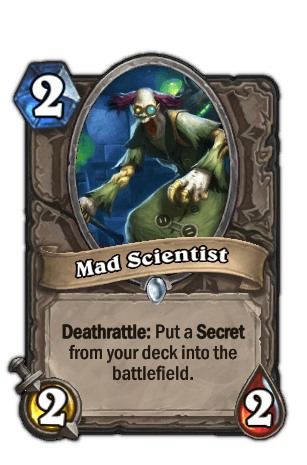 2
Mad Scientist
Deathrattle: Put a Secret
from your deck into the
battlefield.
2
2